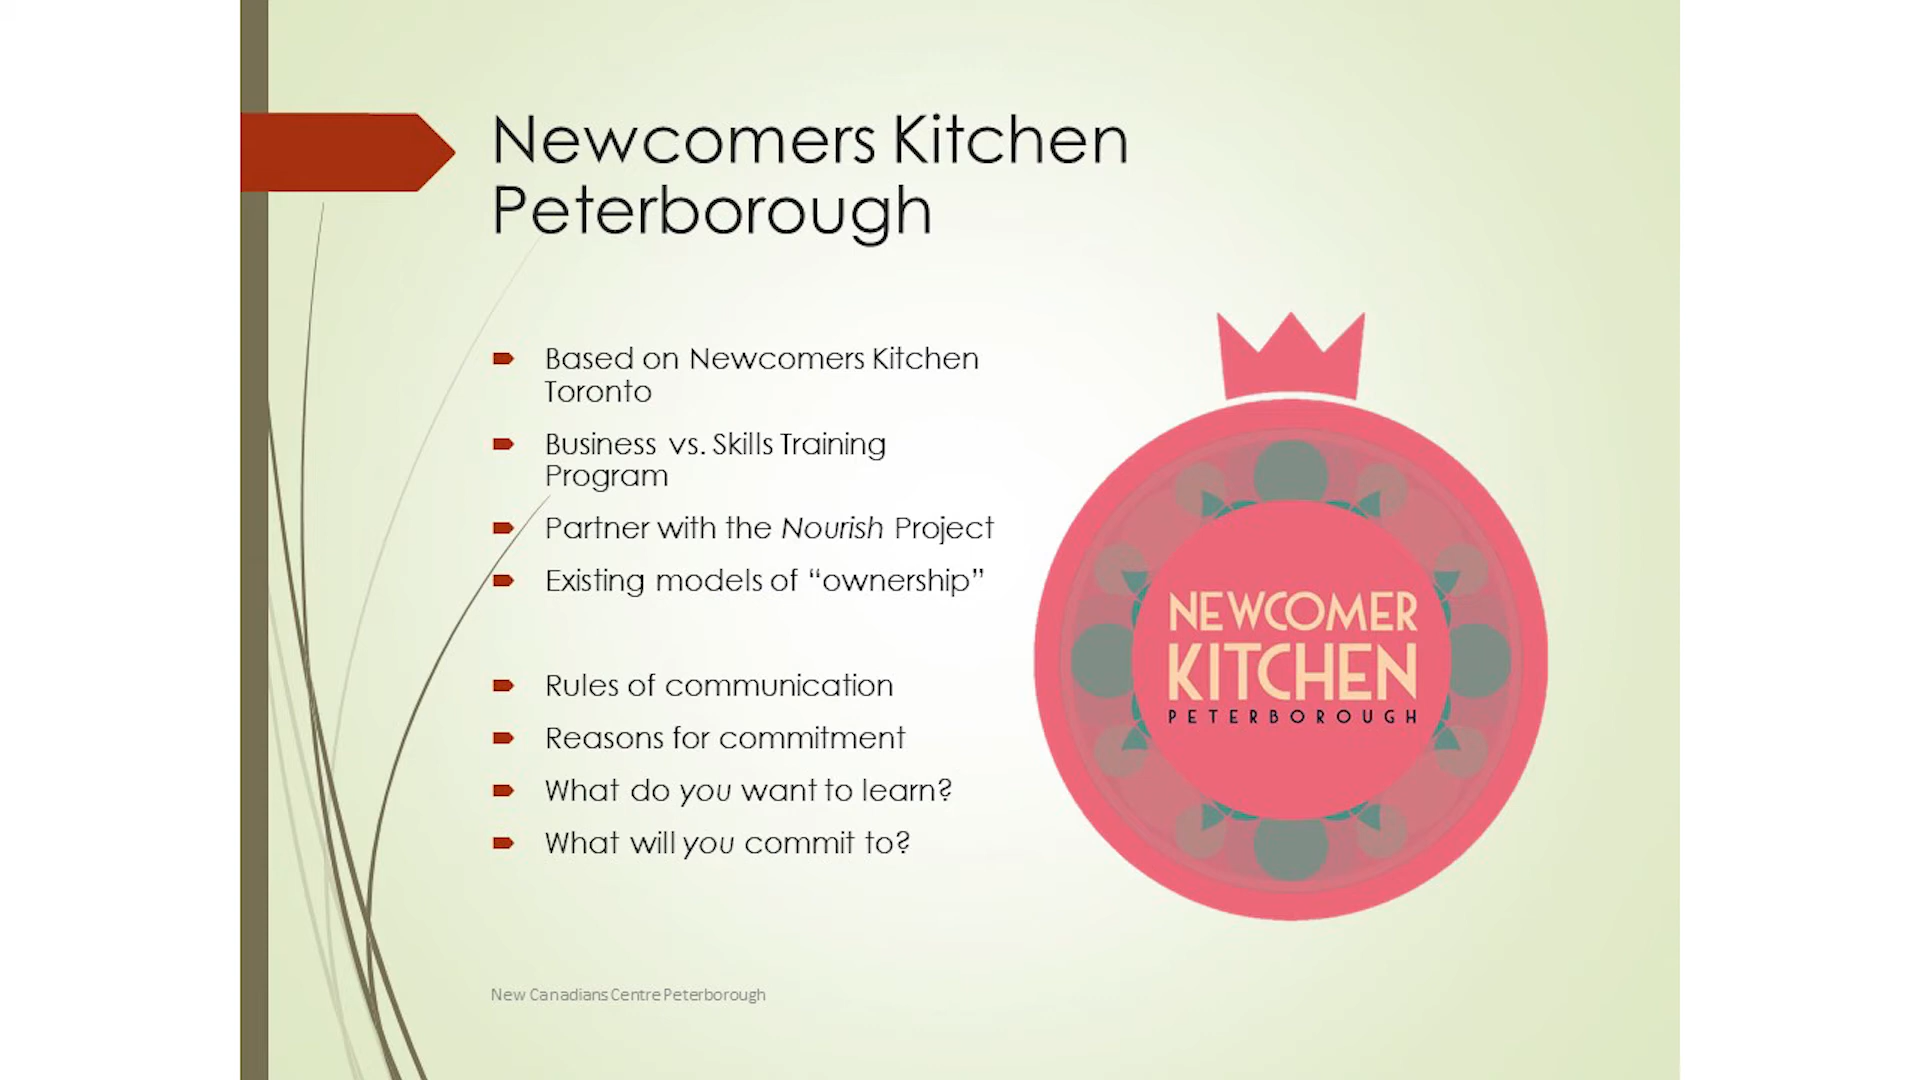 Newcomers Kitchen
Peterborough
Based on Newcomers Kitchen
Toronto
Business vs. Skills Training
Program
Partner with the Nourish Project
Existing models of “ownership”
Rules of communication
Reasons for commitment
What do you want to learn?
What will you commit to?
NEWCOMER
KITCHEN
PETERBOROUGH
New Canadians Centre Peterborough